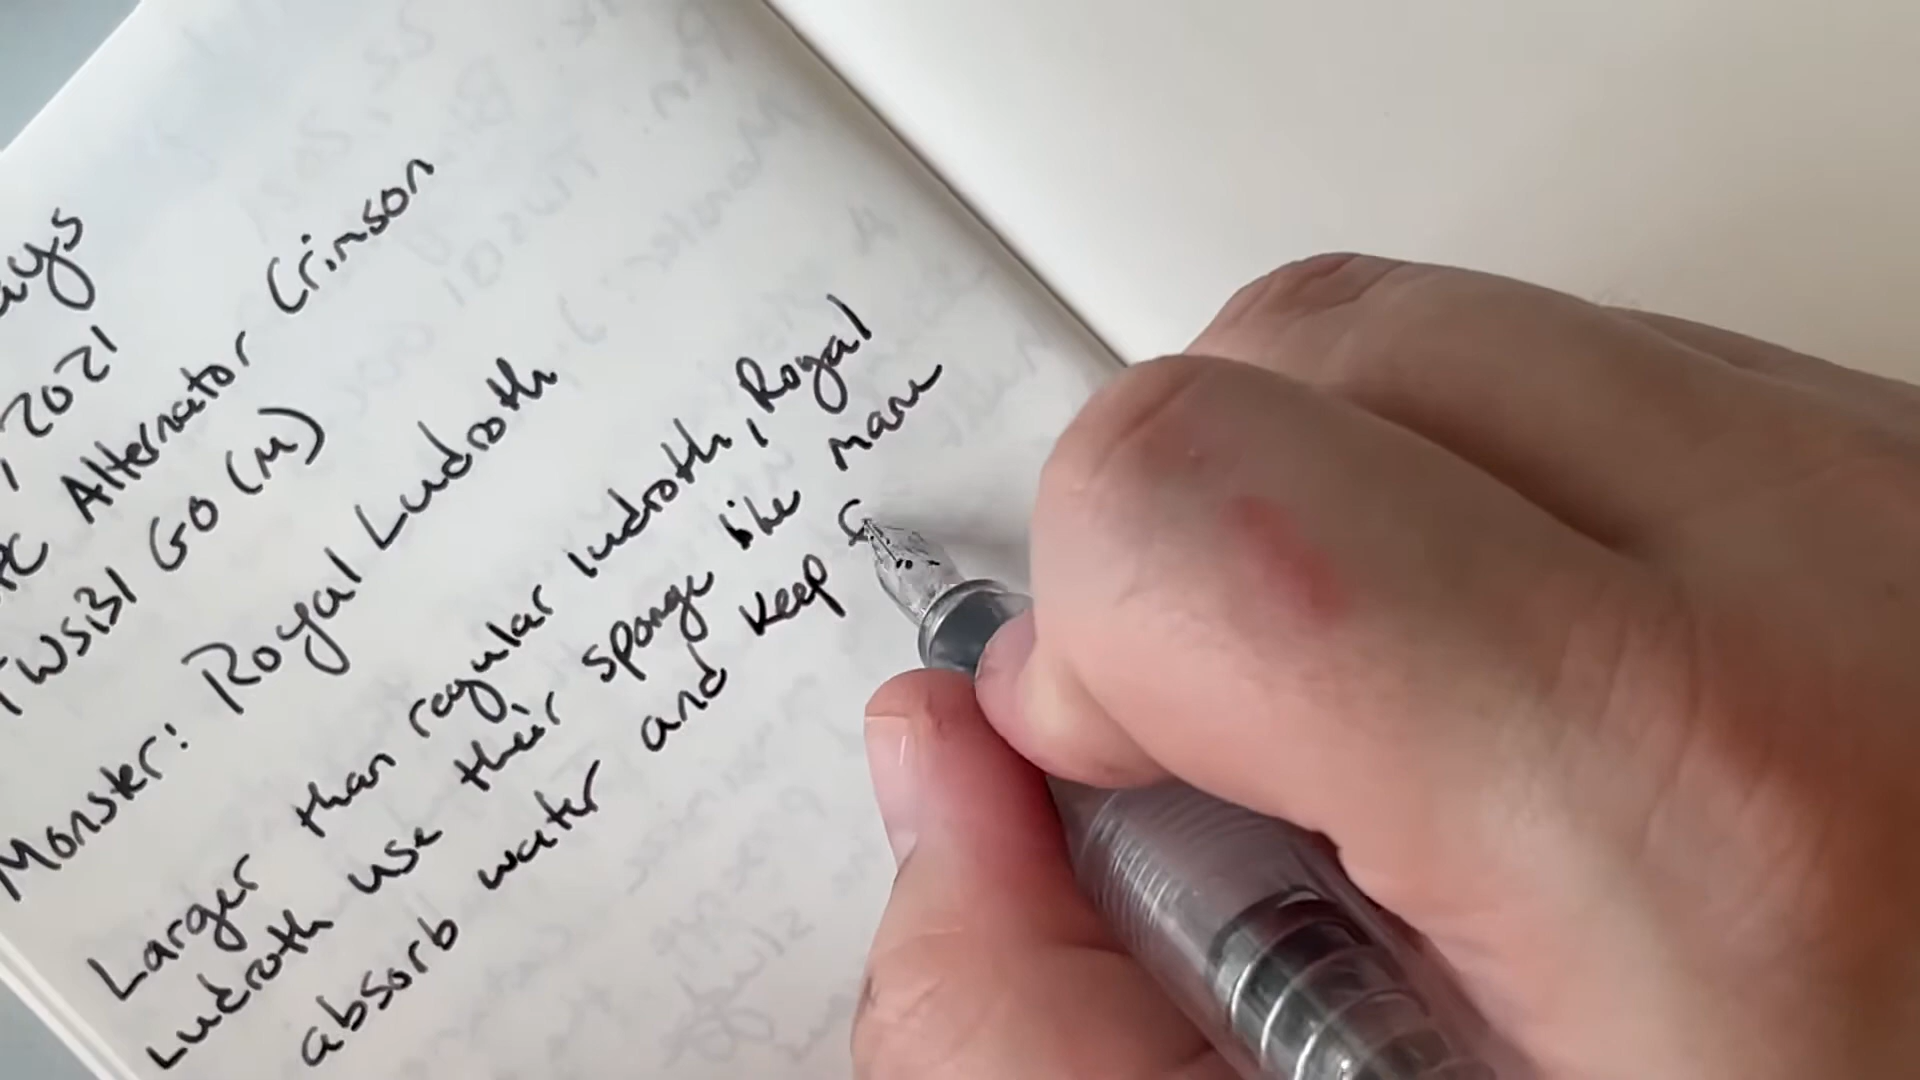 , 2021
Alternator Crimson
TWSBI GO (M)
Monster: Royal Ludroth
Larger than regular ludroth, Royal
Ludroth use their sponge like mane
absorb water and keep